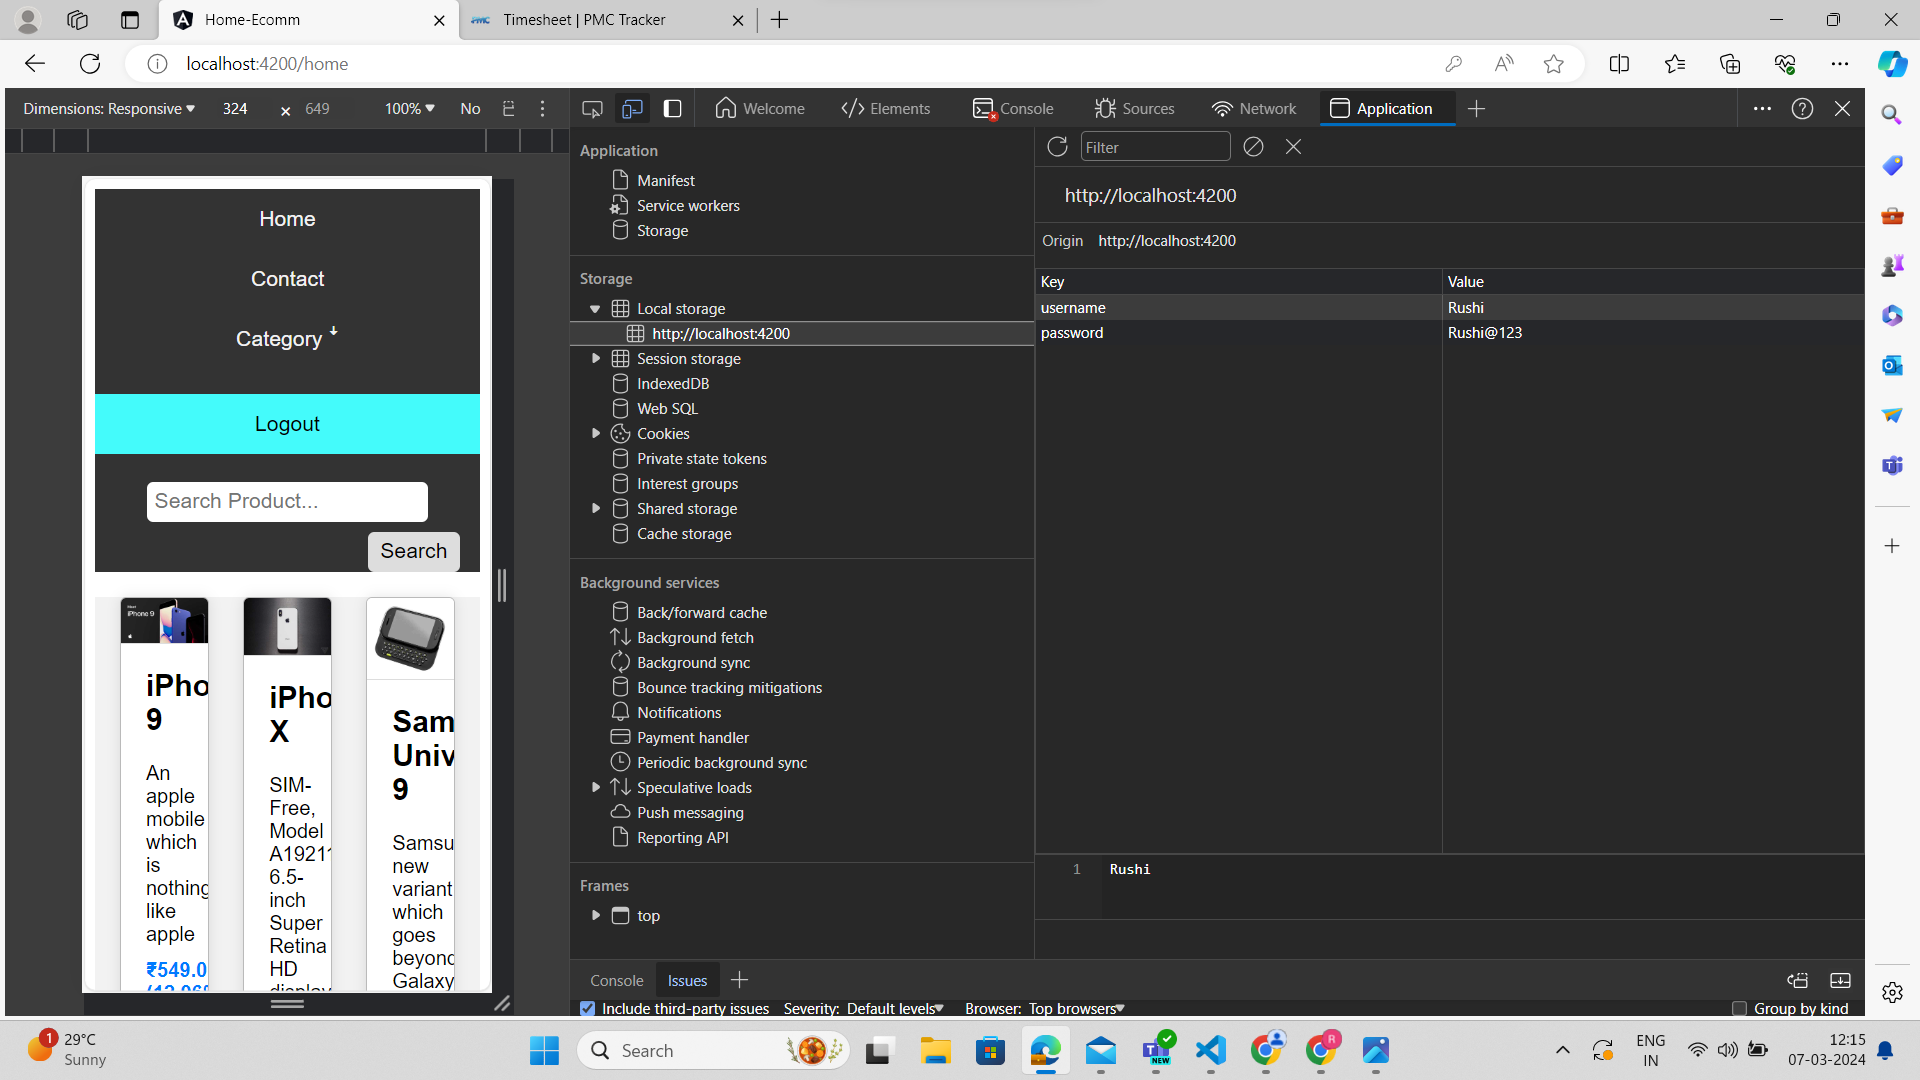 Home-Ecomm
PMC Timesheet | PMC Tracker
localhost:4200/home
Dimensions: Responsive 324 × 649 100% No
Welcome Elements Console Sources Network Application
Home
Contact
Category
Logout
Search Product...
Search
iPho
9
An
apple
mobile
which
is
nothing
like
apple
₹549.0
iPho
X
SIM-
Free,
Model
A1921
6.5-
inch
Super
Retina
HD
Sam
Univ
9
Samsu
new
variant
which
goes
beyond
Galaxy
Application
Manifest
Service workers
Storage
Storage
Local storage
http://localhost:4200
Session storage
IndexedDB
Web SQL
Cookies
Private state tokens
Interest groups
Shared storage
Cache storage
Background services
Back/forward cache
Background fetch
Background sync
Bounce tracking mitigations
Notifications
Payment handler
Periodic background sync
Speculative loads
Push messaging
Reporting API
Frames
top
Filter
http://localhost:4200
Origin http://localhost:4200
Key Value
username Rushi
password Rushi@123
1 Rushi
Console Issues
Include third-party issues Severity: Default levels Browser: Top browsers Group by kind
1
29°C
Sunny
Search
NEW
R
ENG
IN
12:15
07-03-2024